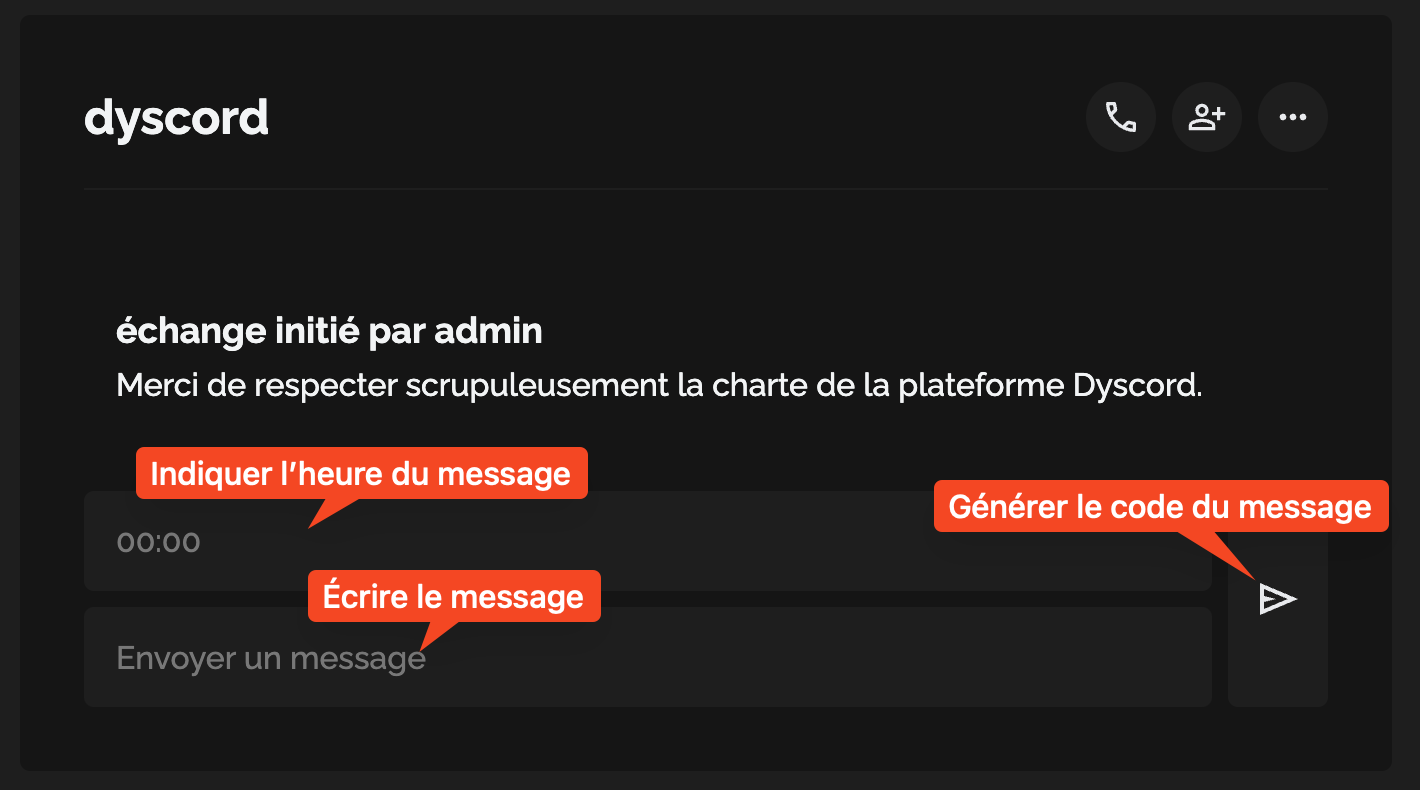 dyscord
échange initié par admin
Merci de respecter scrupuleusement la charte de la plateforme Dyscord.
Indiquer l’heure du message
Générer le code du message
00:00
Écrire le message
Envoyer un message